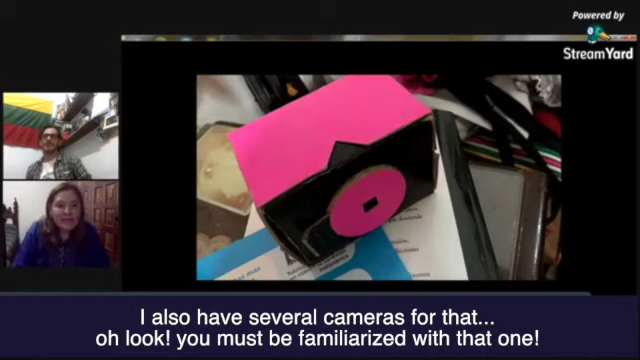 Powered by
StreamYard
I also have several cameras for that...
oh look! you must be familiarized with that one!